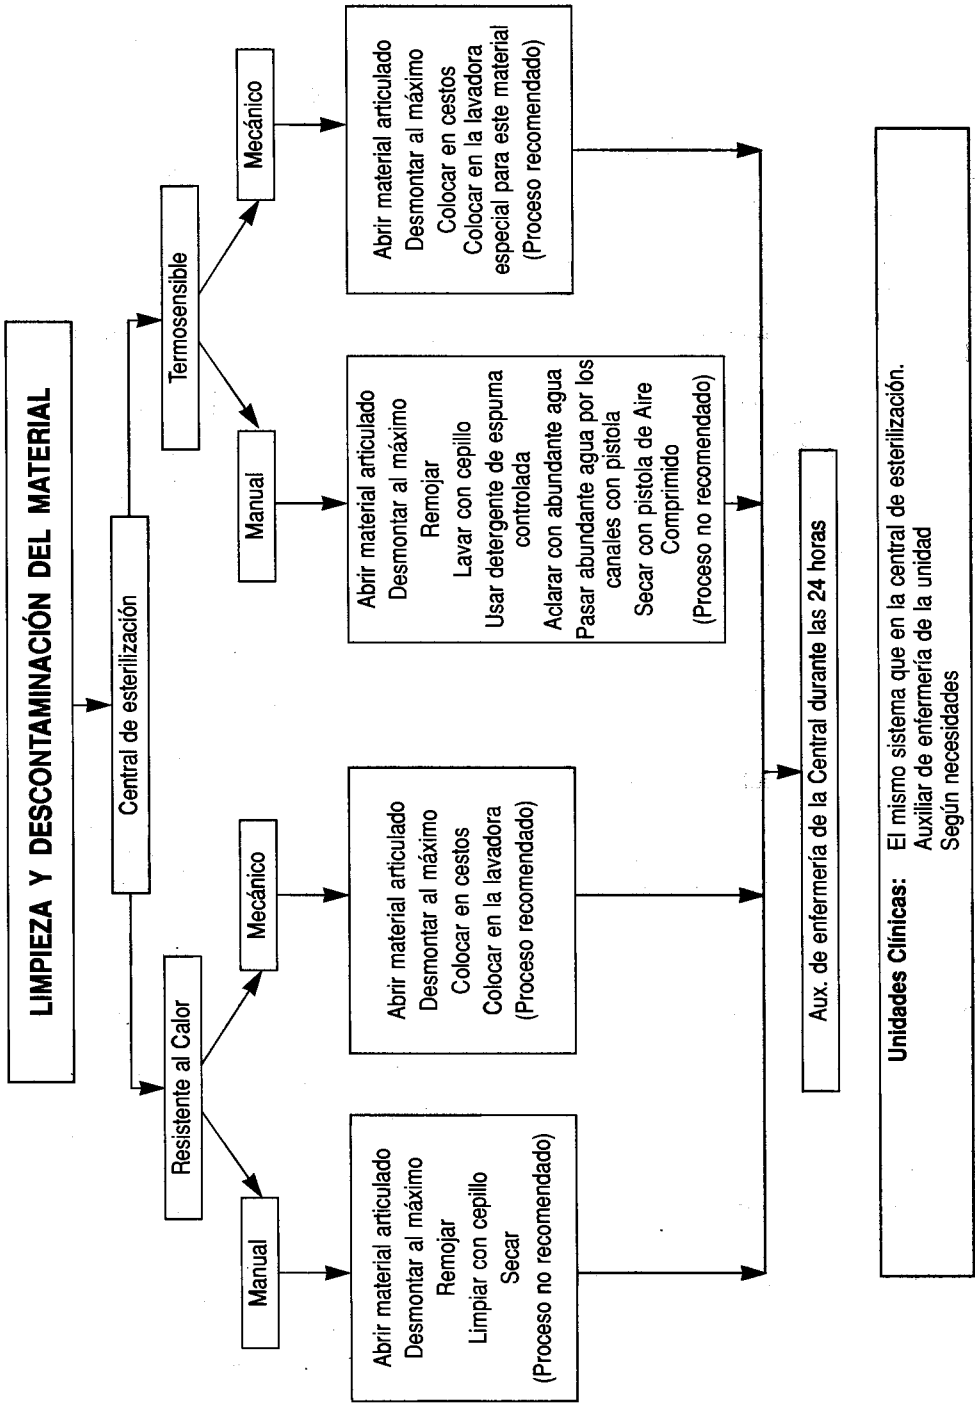 LIMPIEZA Y DESCONTAMINACIÓN DEL MATERIAL
Central de esterilización
Resistente al Calor
Termosensible
Manual
Mecánico
Manual
Mecánico
Abrir material articulado
Desmontar al máximo
Remojar
Limpiar con cepillo
Secar
(Proceso no recomendado)
Abrir material articulado
Desmontar al máximo
Colocar en cestos
Colocar en la lavadora
(Proceso recomendado)
Abrir material articulado
Desmontar al máximo
Remojar
Lavar con cepillo
Usar detergente de espuma
controlada
Aclarar con abundante agua
Pasar abundante agua por los
canales con pistola
Secar con pistola de Aire
Comprimido
(Proceso no recomendado)
Abrir material articulado
Desmontar al máximo
Colocar en cestos
Colocar en la lavadora
especial para este material
(Proceso recomendado)
Aux. de enfermería de la Central durante las 24 horas
Unidades Clínicas: El mismo sistema que en la central de esterilización.
Auxiliar de enfermería de la unidad
Según necesidades